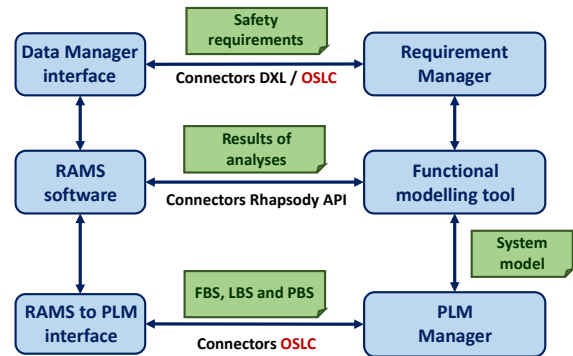 Safety
requirements
Data Manager
interface
Requirement
Manager
Connectors DXL / OSLC
Results of
analyses
RAMS
software
Functional
modelling tool
Connectors Rhapsody API
System
model
FBS, LBS and PBS
RAMS to PLM
interface
PLM
Manager
Connectors OSLC